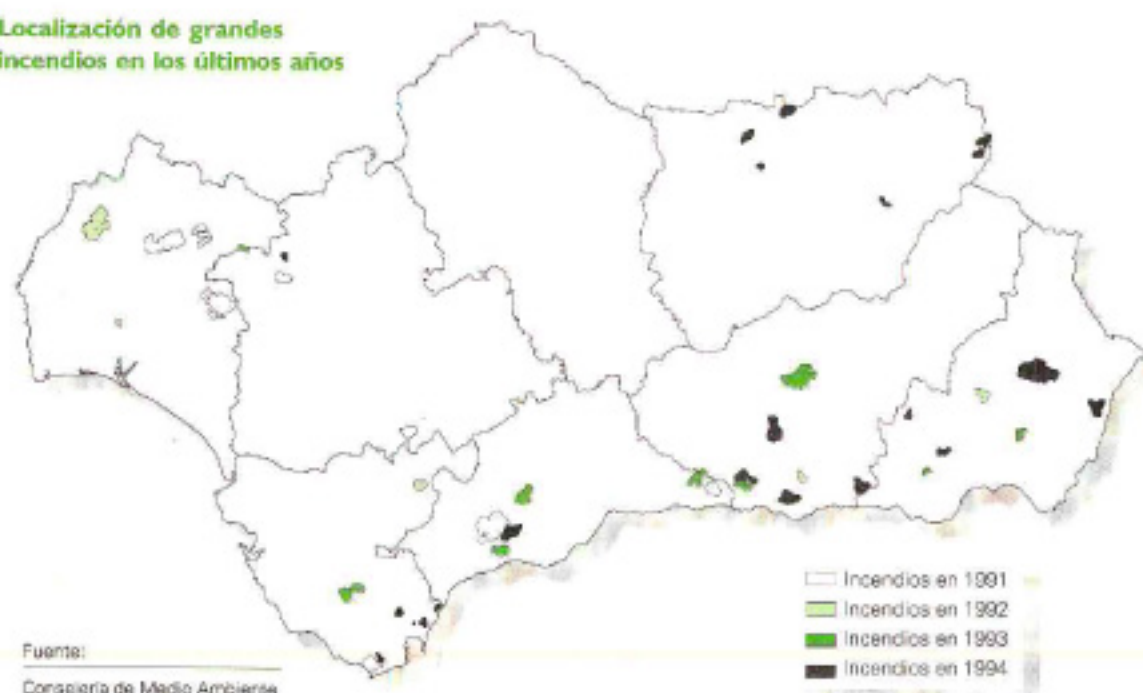 Localización de grandes
incendios en los últimos años
Incendios en 1991
Incendios en 1992
Incendios en 1993
Incendios en 1994
Fuente:
Consejería de Medio Ambiente